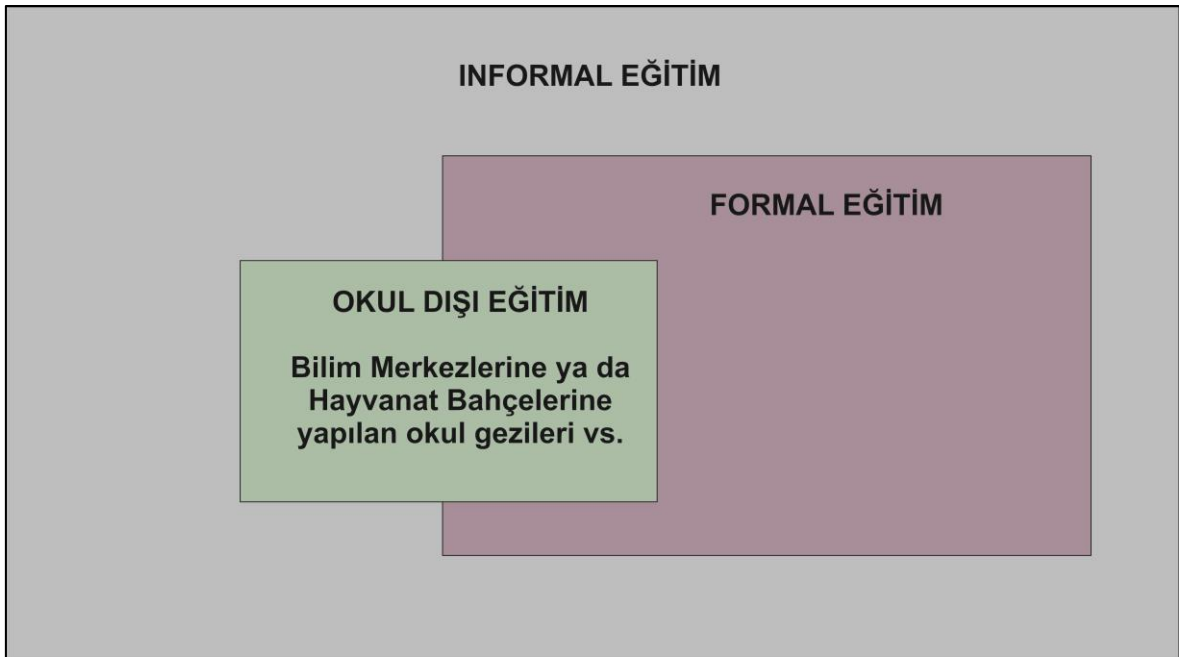 INFORMAL EĞİTİM
FORMAL EĞİTİM
OKUL DIŞI EĞİTİM
Bilim Merkezlerine ya da
Hayvanat Bahçelerine
yapılan okul gezileri vs.